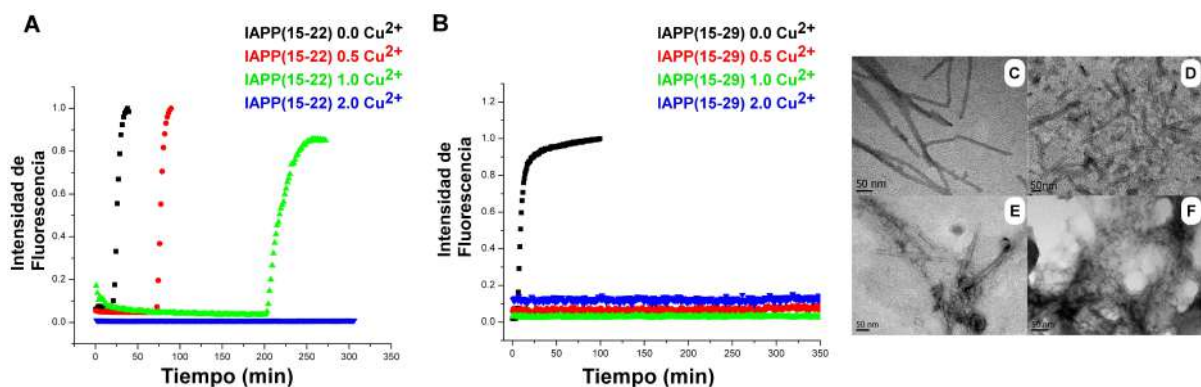 A
IAPP(15-22) 0.0 Cu2+
IAPP(15-22) 0.5 Cu2+
IAPP(15-22) 1.0 Cu2+
IAPP(15-22) 2.0 Cu2+
Intensidad de
Fluorescencia
1.0
0.8
0.6
0.4
0.2
0.0
0 50 100 150 200 250 300 350
Tiempo (min)
B
IAPP(15-29) 0.0 Cu2+
IAPP(15-29) 0.5 Cu2+
IAPP(15-29) 1.0 Cu2+
IAPP(15-29) 2.0 Cu2+
Intensidad de
Fluorescencia
1.2
1.0
0.8
0.6
0.4
0.2
0.0
0 50 100 150 200 250 300 350
Tiempo (min)
C
50 nm
D
50nm
E
50 nm
F
50 nm